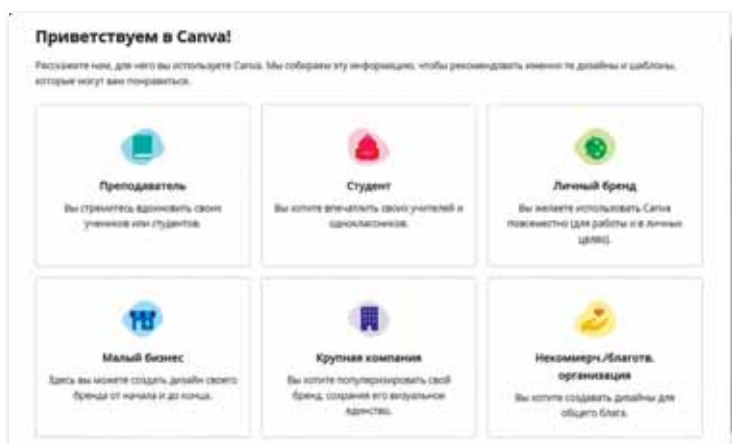 Приветствуем в Canva!
Расскажите нам, для чего вы используете Canva. Мы собираем эту информацию, чтобы рекомендовать именно те дизайны и шаблоны,
которые могут вам понравиться.
Преподаватель
Вы стремитесь вдохновить своих
учеников или студентов.
Студент
Вы хотите впечатлить своих учителей и
одноклассников.
Личный бренд
Вы желаете использовать Canva
повсеместно (для работы и в личных
целях).
Малый бизнес
Здесь вы можете создать дизайн своего
бренда от начала и до конца.
Крупная компания
Вы хотите популяризировать свой
бренд, сохраняя его визуальное
единство.
Некоммерч./благотв.
организация
Вы хотите создавать дизайны для
общего блага.